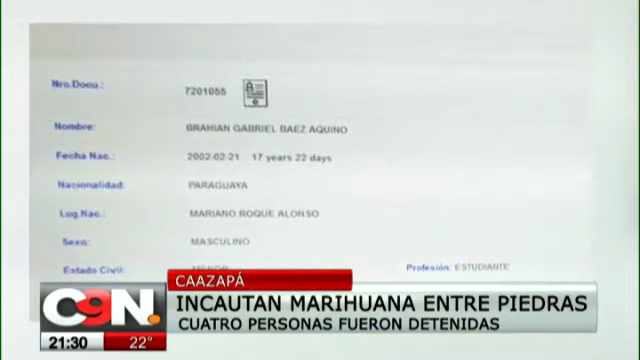 Nro.Docu.: 7201055
Nombre: BRAHIAN GABRIEL BAEZ AQUINO
Fecha Nac.: 2002-02-21 17 years 22 days
Nacionalidad: PARAGUAYA
Lug.Nac.: MARIANO ROQUE ALONSO
Sexo: MASCULINO
Estado Civil: MENOR Profesión: ESTUDIANTE
CAAZAPÁ
C9N.
INCAUTAN MARIHUANA ENTRE PIEDRAS
CUATRO PERSONAS FUERON DETENIDAS
21:30 22°